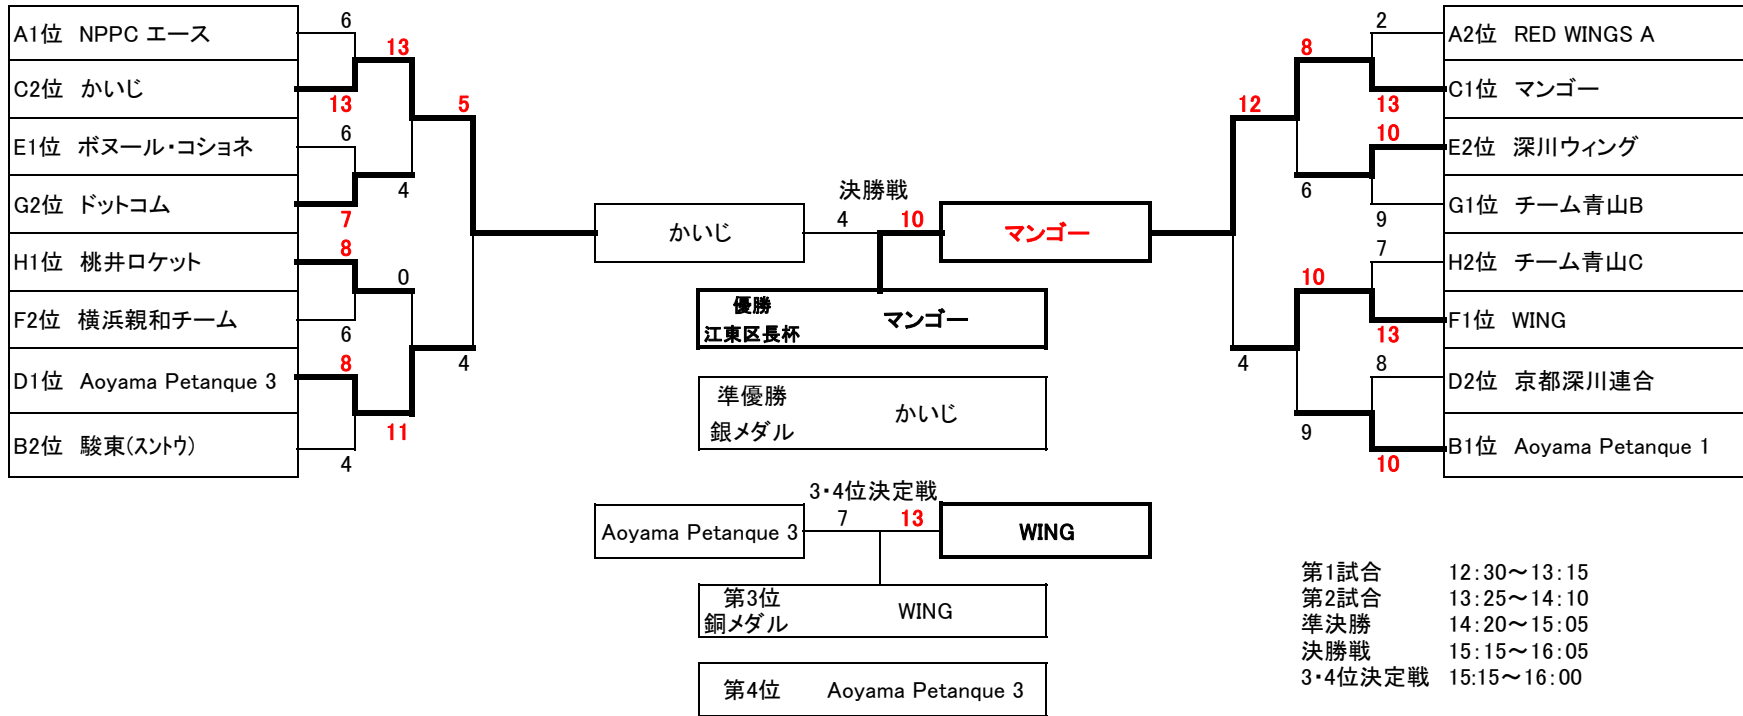 A1位 NPPC エース
6
C2位 かいじ
13
13
E1位 ボヌール・コショネ
6
G2位 ドットコム
7
4
5
H1位 桃井ロケット
8
F2位 横浜親和チーム
6
0
D1位 Aoyama Petanque 3
8
B2位 駿東(スントウ)
4
11
4
決勝戦
かいじ
4
10
マンゴー
優勝
江東区長杯
マンゴー
準優勝
銀メダル
かいじ
3・4位決定戦
Aoyama Petanque 3
7
13
WING
第3位
銅メダル
WING
第4位 Aoyama Petanque 3
2
A2位 RED WINGS A
8
13
C1位 マンゴー
12
10
E2位 深川ウィング
6
9
G1位 チーム青山B
7
H2位 チーム青山C
10
13
F1位 WING
4
8
D2位 京都深川連合
9
10
B1位 Aoyama Petanque 1
第1試合 12:30～13:15
第2試合 13:25～14:10
準決勝 14:20～15:05
決勝戦 15:15～16:05
3・4位決定戦 15:15～16:00